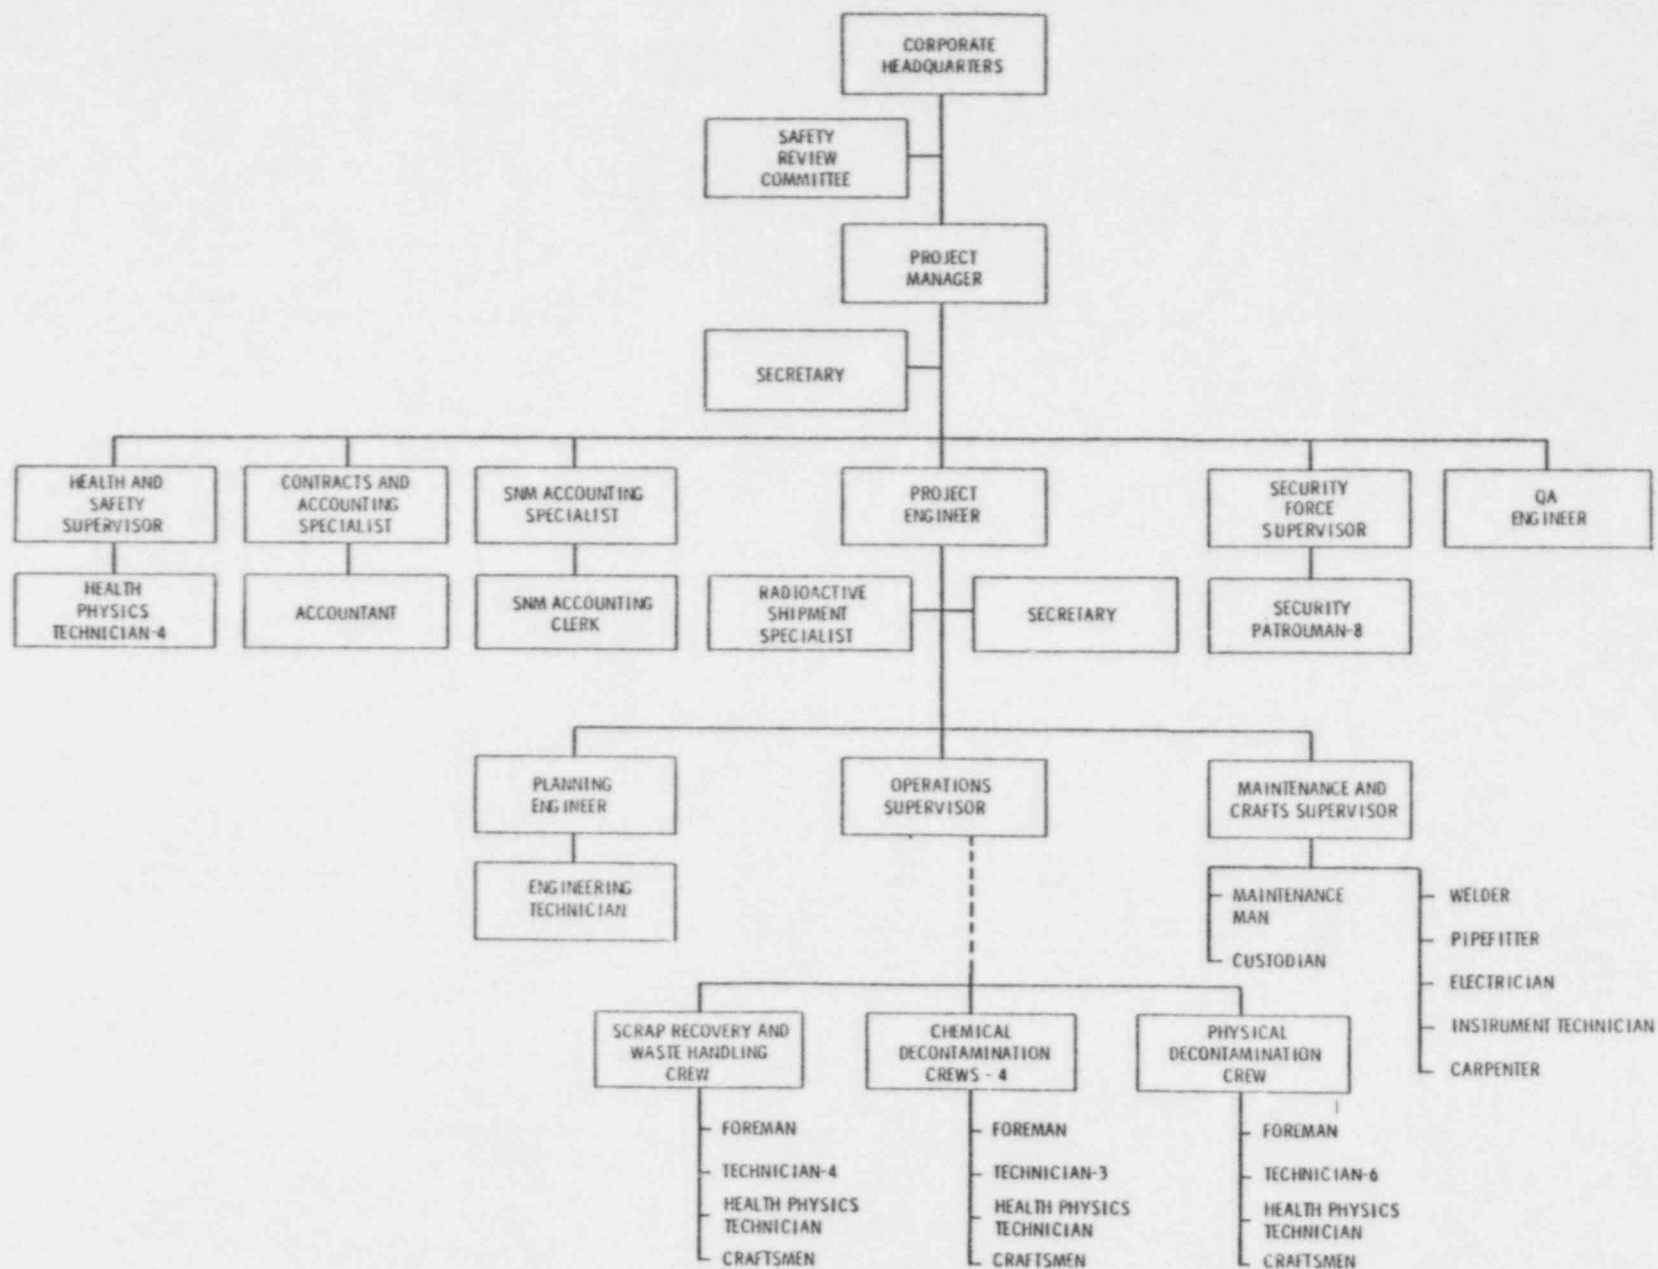 CORPORATE
HEADQUARTERS
SAFETY
REVIEW
COMMITTEE
PROJECT
MANAGER
SECRETARY
HEALTH AND
SAFETY
SUPERVISOR
CONTRACTS AND
ACCOUNTING
SPECIALIST
SNM ACCOUNTING
SPECIALIST
PROJECT
ENGINEER
SECURITY
FORCE
SUPERVISOR
QA
ENGINEER
HEALTH
PHYSICS
TECHNICIAN-4
ACCOUNTANT
SNM ACCOUNTING
CLERK
RADIOACTIVE
SHIPMENT
SPECIALIST
SECRETARY
SECURITY
PATROLMAN-8
PLANNING
ENGINEER
OPERATIONS
SUPERVISOR
MAINTENANCE AND
CRAFTS SUPERVISOR
ENGINEERING
TECHNICIAN
MAINTENANCE
MAN
CUSTODIAN
WELDER
PIPEFITTER
ELECTRICIAN
INSTRUMENT TECHNICIAN
CARPENTER
SCRAP RECOVERY AND
WASTE HANDLING
CREW
CHEMICAL
DECONTAMINATION
CREWS - 4
PHYSICAL
DECONTAMINATION
CREW
FOREMAN
TECHNICIAN-4
HEALTH PHYSICS
TECHNICIAN
CRAFTSMEN
FOREMAN
TECHNICIAN-3
HEALTH PHYSICS
TECHNICIAN
CRAFTSMEN
FOREMAN
TECHNICIAN-6
HEALTH PHYSICS
TECHNICIAN
CRAFTSMEN